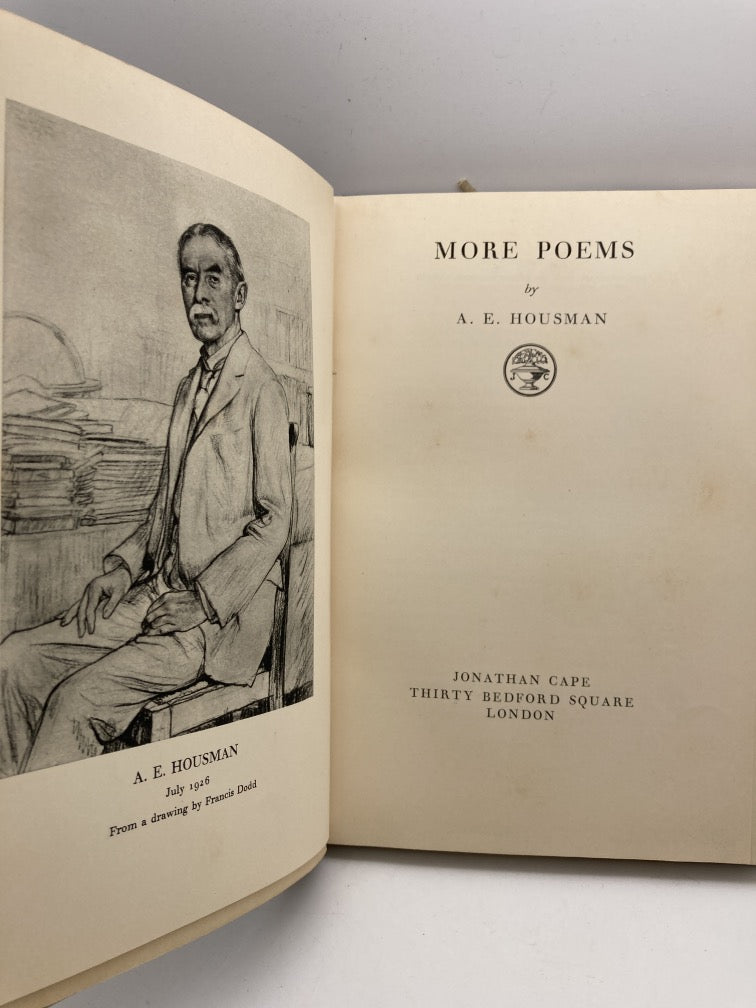 A. E. HOUSMAN
July 1926
From a drawing by Francis Dodd
MORE POEMS
by
A. E. HOUSMAN
J C
JONATHAN CAPE
THIRTY BEDFORD SQUARE
LONDON